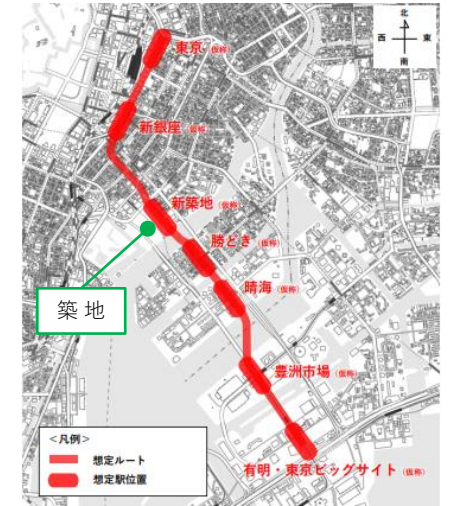 北
西 東
南
東京(仮称)
新銀座(仮称)
新築地(仮称)
勝どき(仮称)
晴海(仮称)
築地
豊洲市場(仮称)
有明・東京ビッグサイト(仮称)
<凡例>
想定ルート
想定駅位置